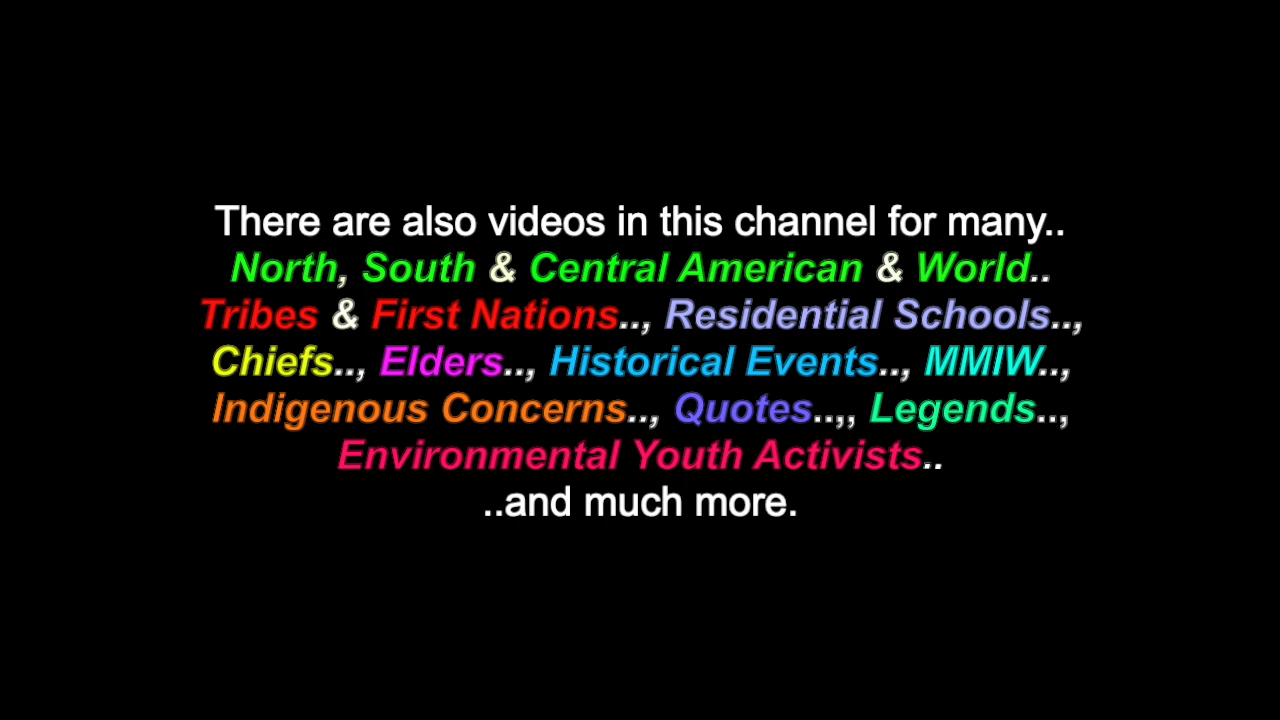 There are also videos in this channel for many..
North, South & Central American & World..
Tribes & First Nations.., Residential Schools..,
Chiefs.., Elders.., Historical Events.., MMIW..,
Indigenous Concerns.., Quotes..,, Legends..,
Environmental Youth Activists..
..and much more.